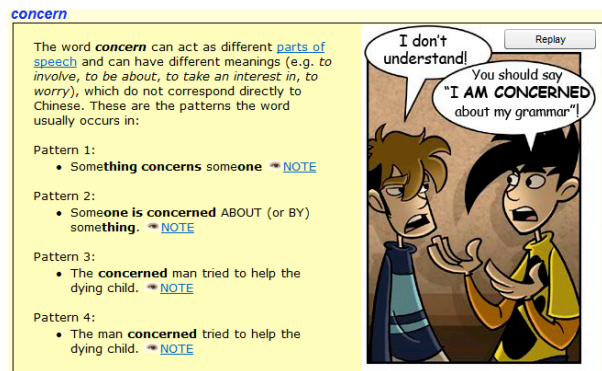 concern
The word concern can act as different parts of
speech and can have different meanings (e.g. to
involve, to be about, to take an interest in, to
worry), which do not correspond directly to
Chinese. These are the patterns the word
usually occurs in:
Pattern 1:
• Something concerns someone NOTE
Pattern 2:
• Someone is concerned ABOUT (or BY)
something. NOTE
Pattern 3:
• The concerned man tried to help the
dying child. NOTE
Pattern 4:
• The man concerned tried to help the
dying child. NOTE
Replay
I don't
understand!
You should say
"I AM CONCERNED
about my grammar"!